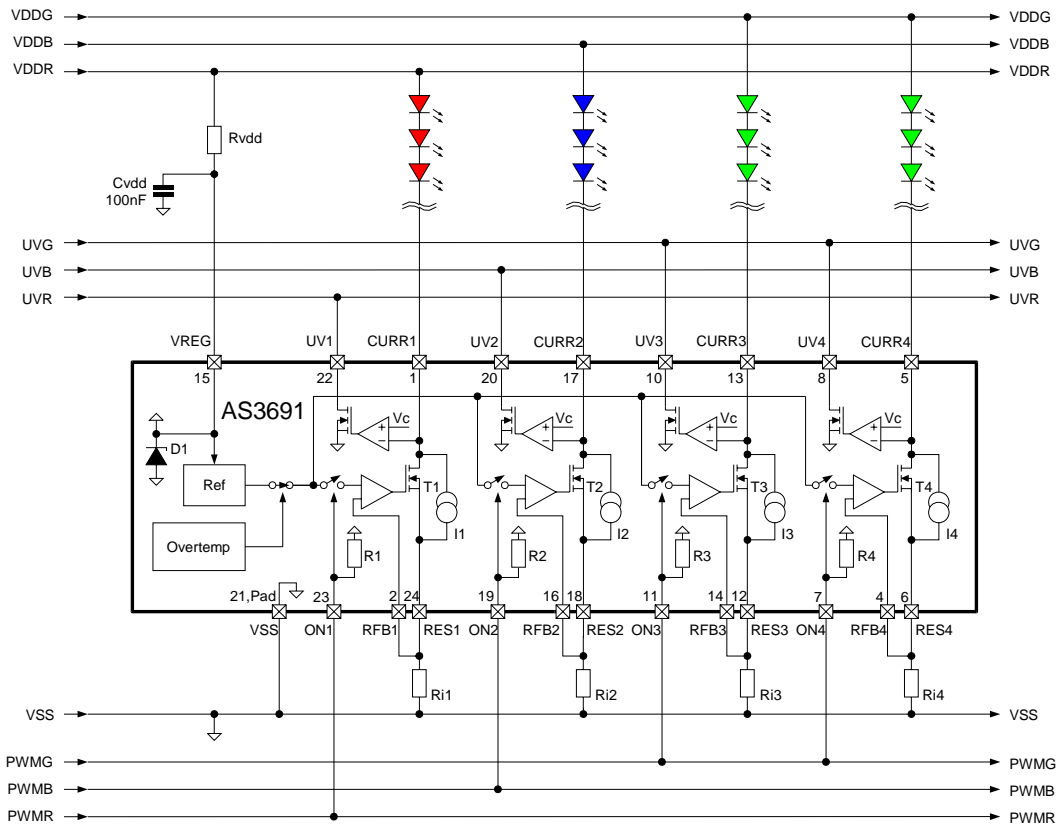 VDDG VDDG
VDDB VDDB
VDDR VDDR
Rvdd
Cvdd
100nF
UVG UVG
UVB UVB
UVR UVR
VREG UV1 CURR1 UV2 CURR2 UV3 CURR3 UV4 CURR4
15 22 1 20 17 10 13 8 5
AS3691
Vc Vc Vc Vc
D1
Ref
T1 T2 T3 T4
I1 I2 I3 I4
Overtemp
R1 R2 R3 R4
21,Pad 23 2 24 19 16 18 11 14 12 7 4 6
VSS ON1 RFB1 RES1 ON2 RFB2 RES2 ON3 RFB3 RES3 ON4 RFB4 RES4
Ri1 Ri2 Ri3 Ri4
VSS VSS
PWMG PWMG
PWMB PWMB
PWMR PWMR